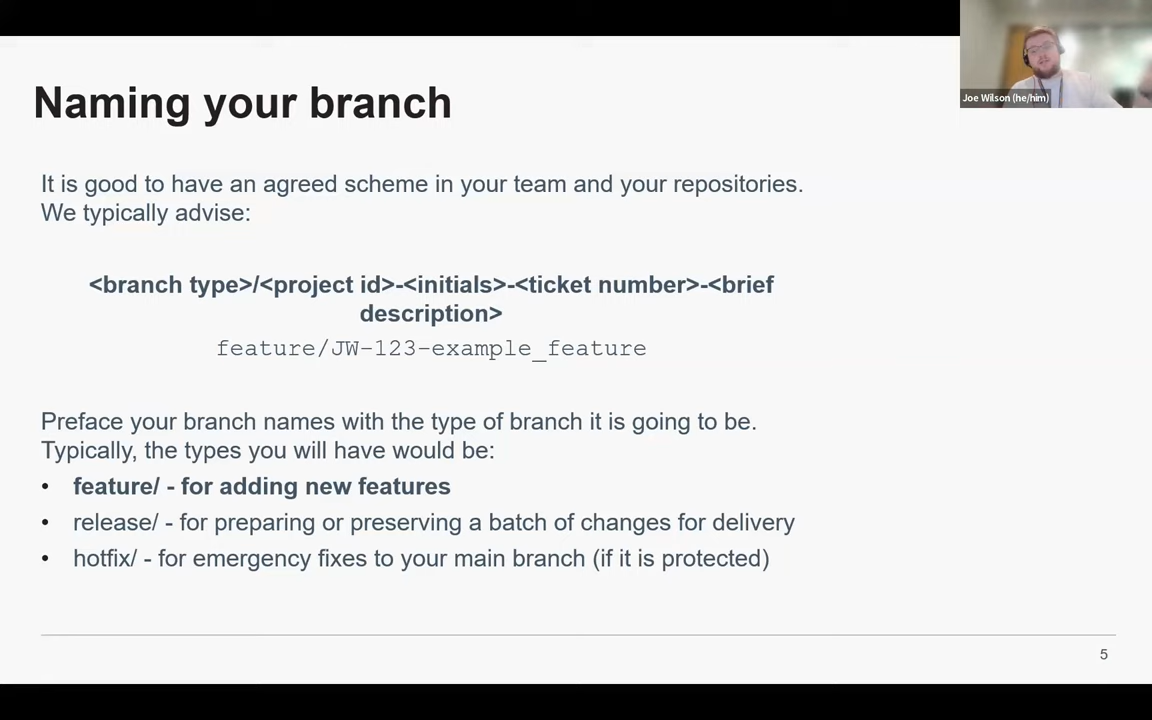 Naming your branch
Joe Wilson (he/him)
It is good to have an agreed scheme in your team and your repositories.
We typically advise:
<branch type>/<project id>-<initials>-<ticket number>-<brief
description>
feature/JW-123-example_feature
Preface your branch names with the type of branch it is going to be.
Typically, the types you will have would be:
• feature/ - for adding new features
• release/ - for preparing or preserving a batch of changes for delivery
• hotfix/ - for emergency fixes to your main branch (if it is protected)
5